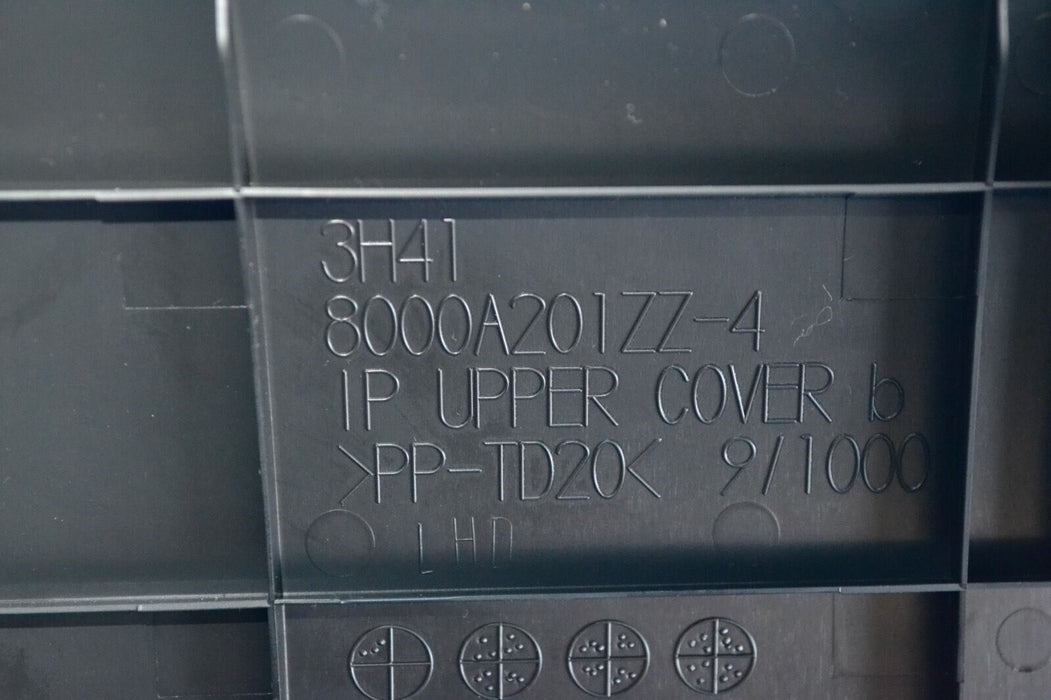 3H41
8000A201ZZ-4
IP UPPER COVER b
>PP-TD20< 9/1000
LHD